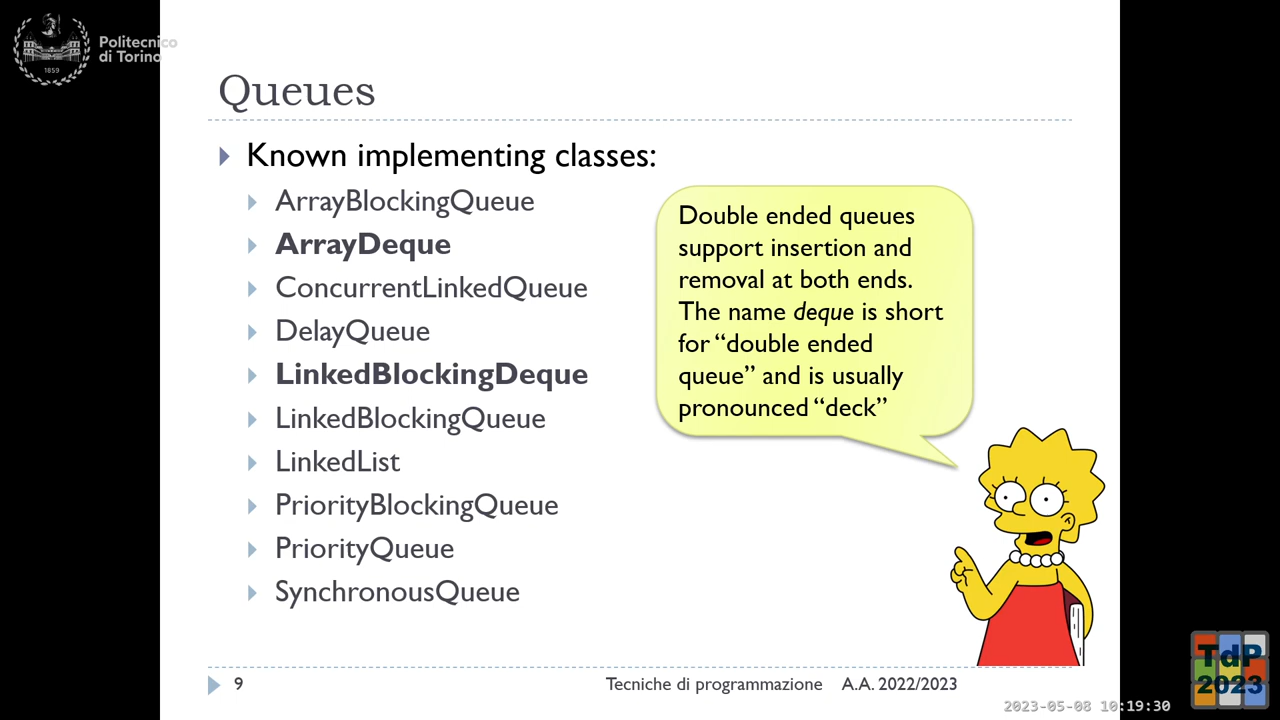 Politecnico
di Torino
1859
Queues
Known implementing classes:
ArrayBlockingQueue
ArrayDeque
ConcurrentLinkedQueue
DelayQueue
LinkedBlockingDeque
LinkedBlockingQueue
LinkedList
PriorityBlockingQueue
PriorityQueue
SynchronousQueue
Double ended queues
support insertion and
removal at both ends.
The name deque is short
for “double ended
queue” and is usually
pronounced “deck”
9
Tecniche di programmazione A.A. 2022/2023
TdP
2023
2023-05-08 10:19:30